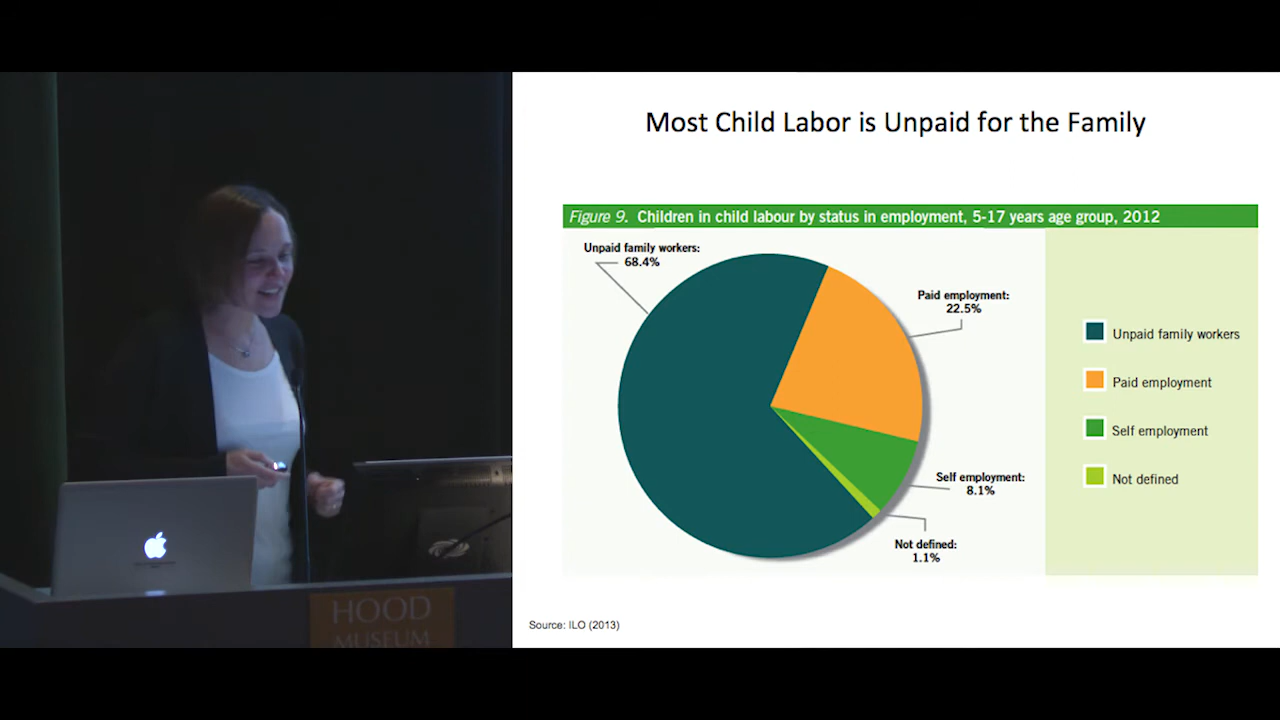 Most Child Labor is Unpaid for the Family
Figure 9. Children in child labour by status in employment, 5-17 years age group, 2012
Unpaid family workers:
68.4%
Paid employment:
22.5%
Self employment:
8.1%
Not defined:
1.1%
Unpaid family workers
Paid employment
Self employment
Not defined
Source: ILO (2013)
HOOD
MUSEUM